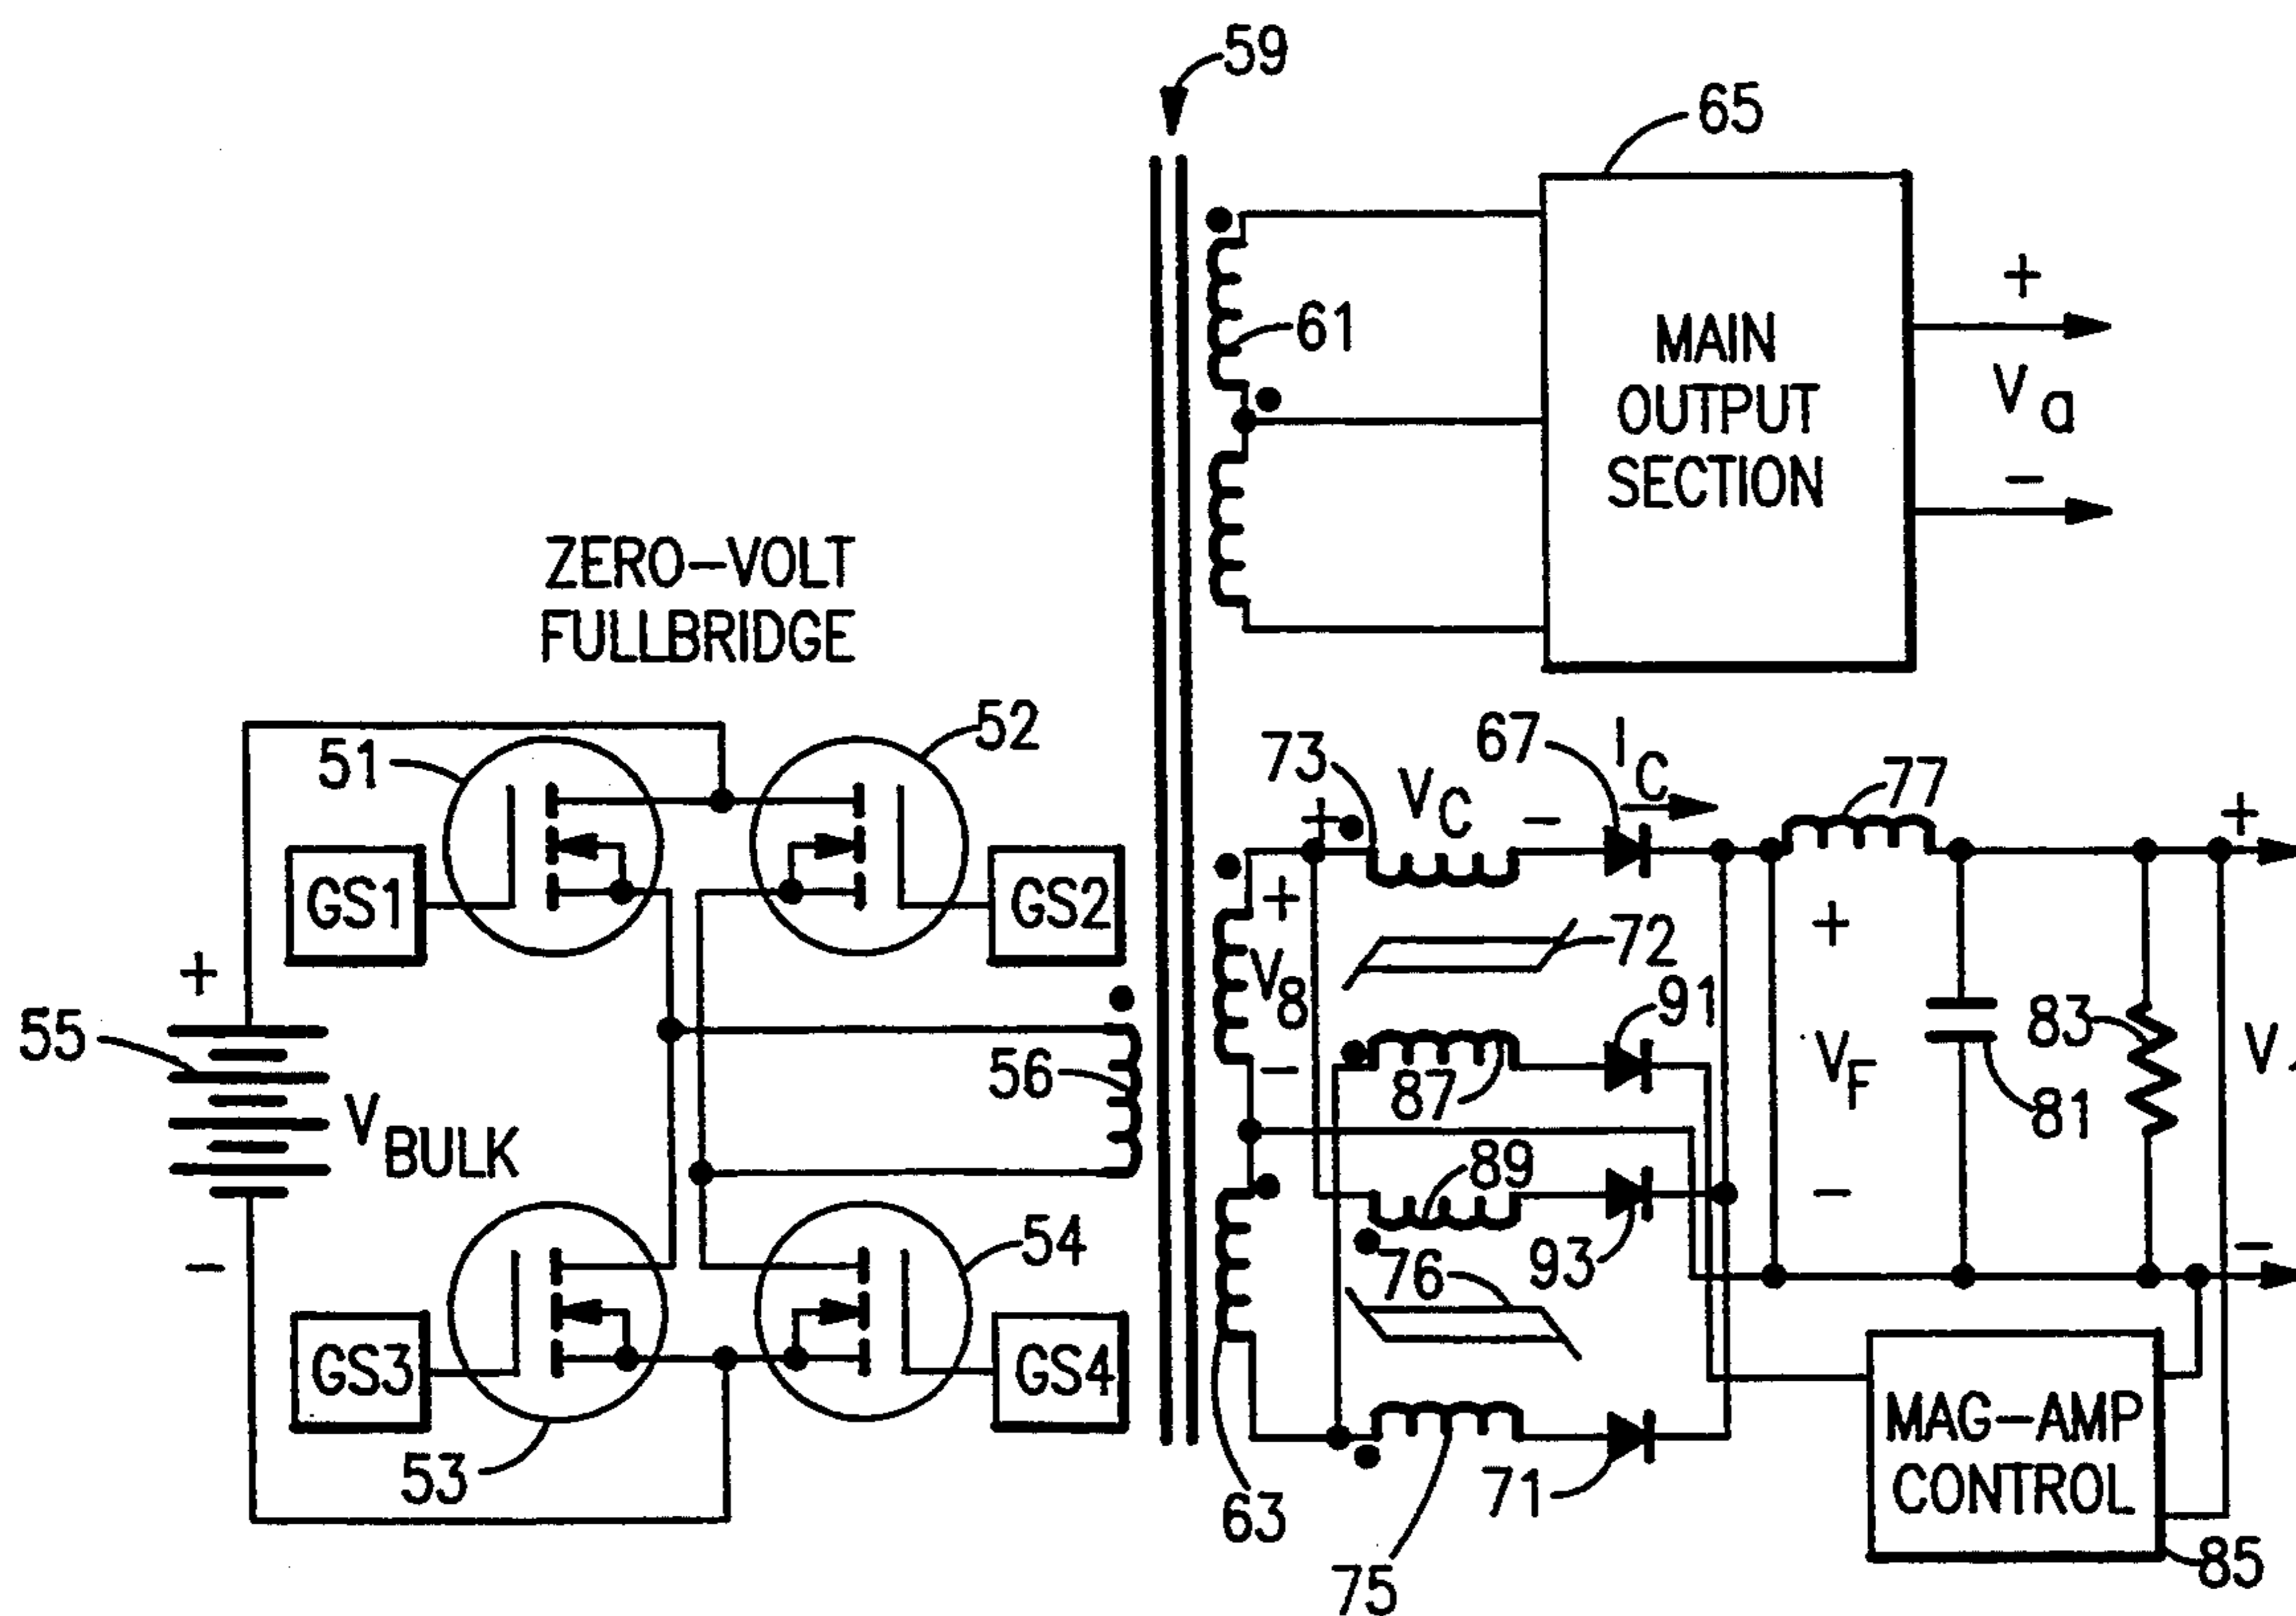 59
65
61
MAIN
OUTPUT
SECTION
+
Va
−
ZERO−VOLT
FULLBRIDGE
51
52
GS1
GS2
55
+
VBULK
−
56
53
54
GS3
GS4
73
+
VC
−
67
IC
77
+
+
V8
−
72
91
87
89
93
76
+
VF
−
83
81
−
63
75
71
MAG−AMP
CONTROL
85